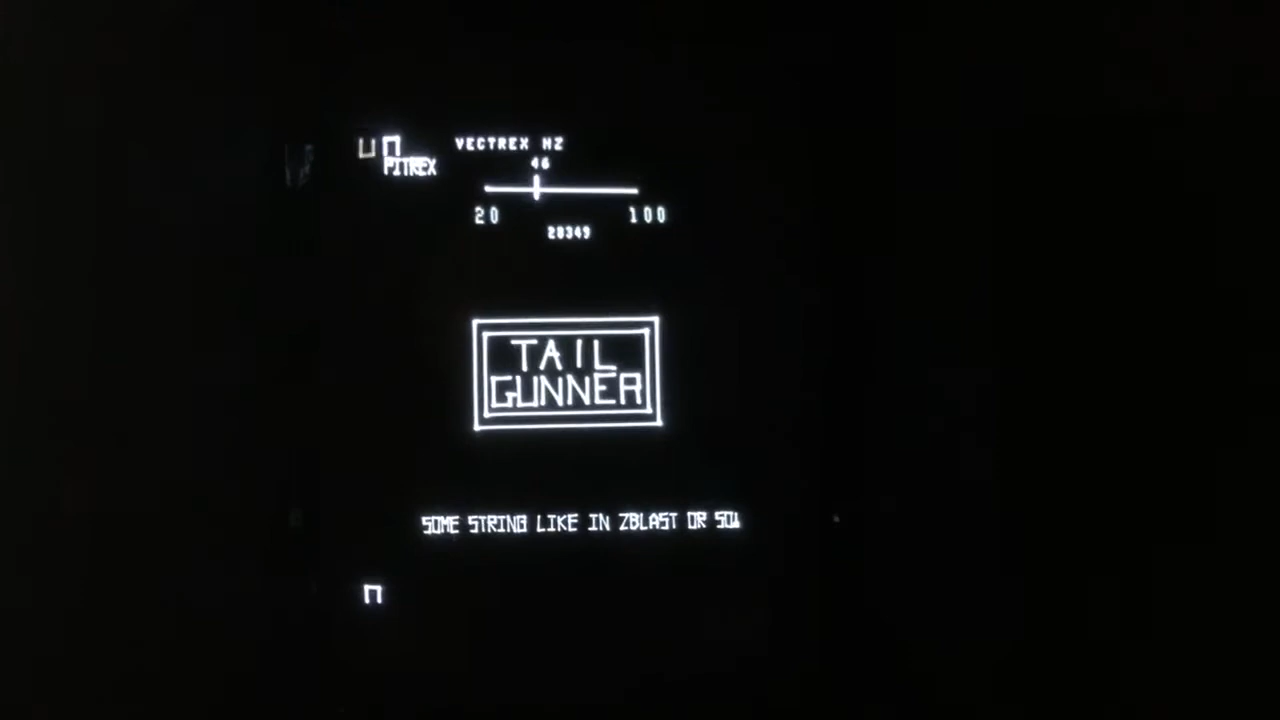 VECTREX HZ
PITREX
46
20 100
28349
TAIL
GUNNER
SOME STRING LIKE IN ZBLAST OR